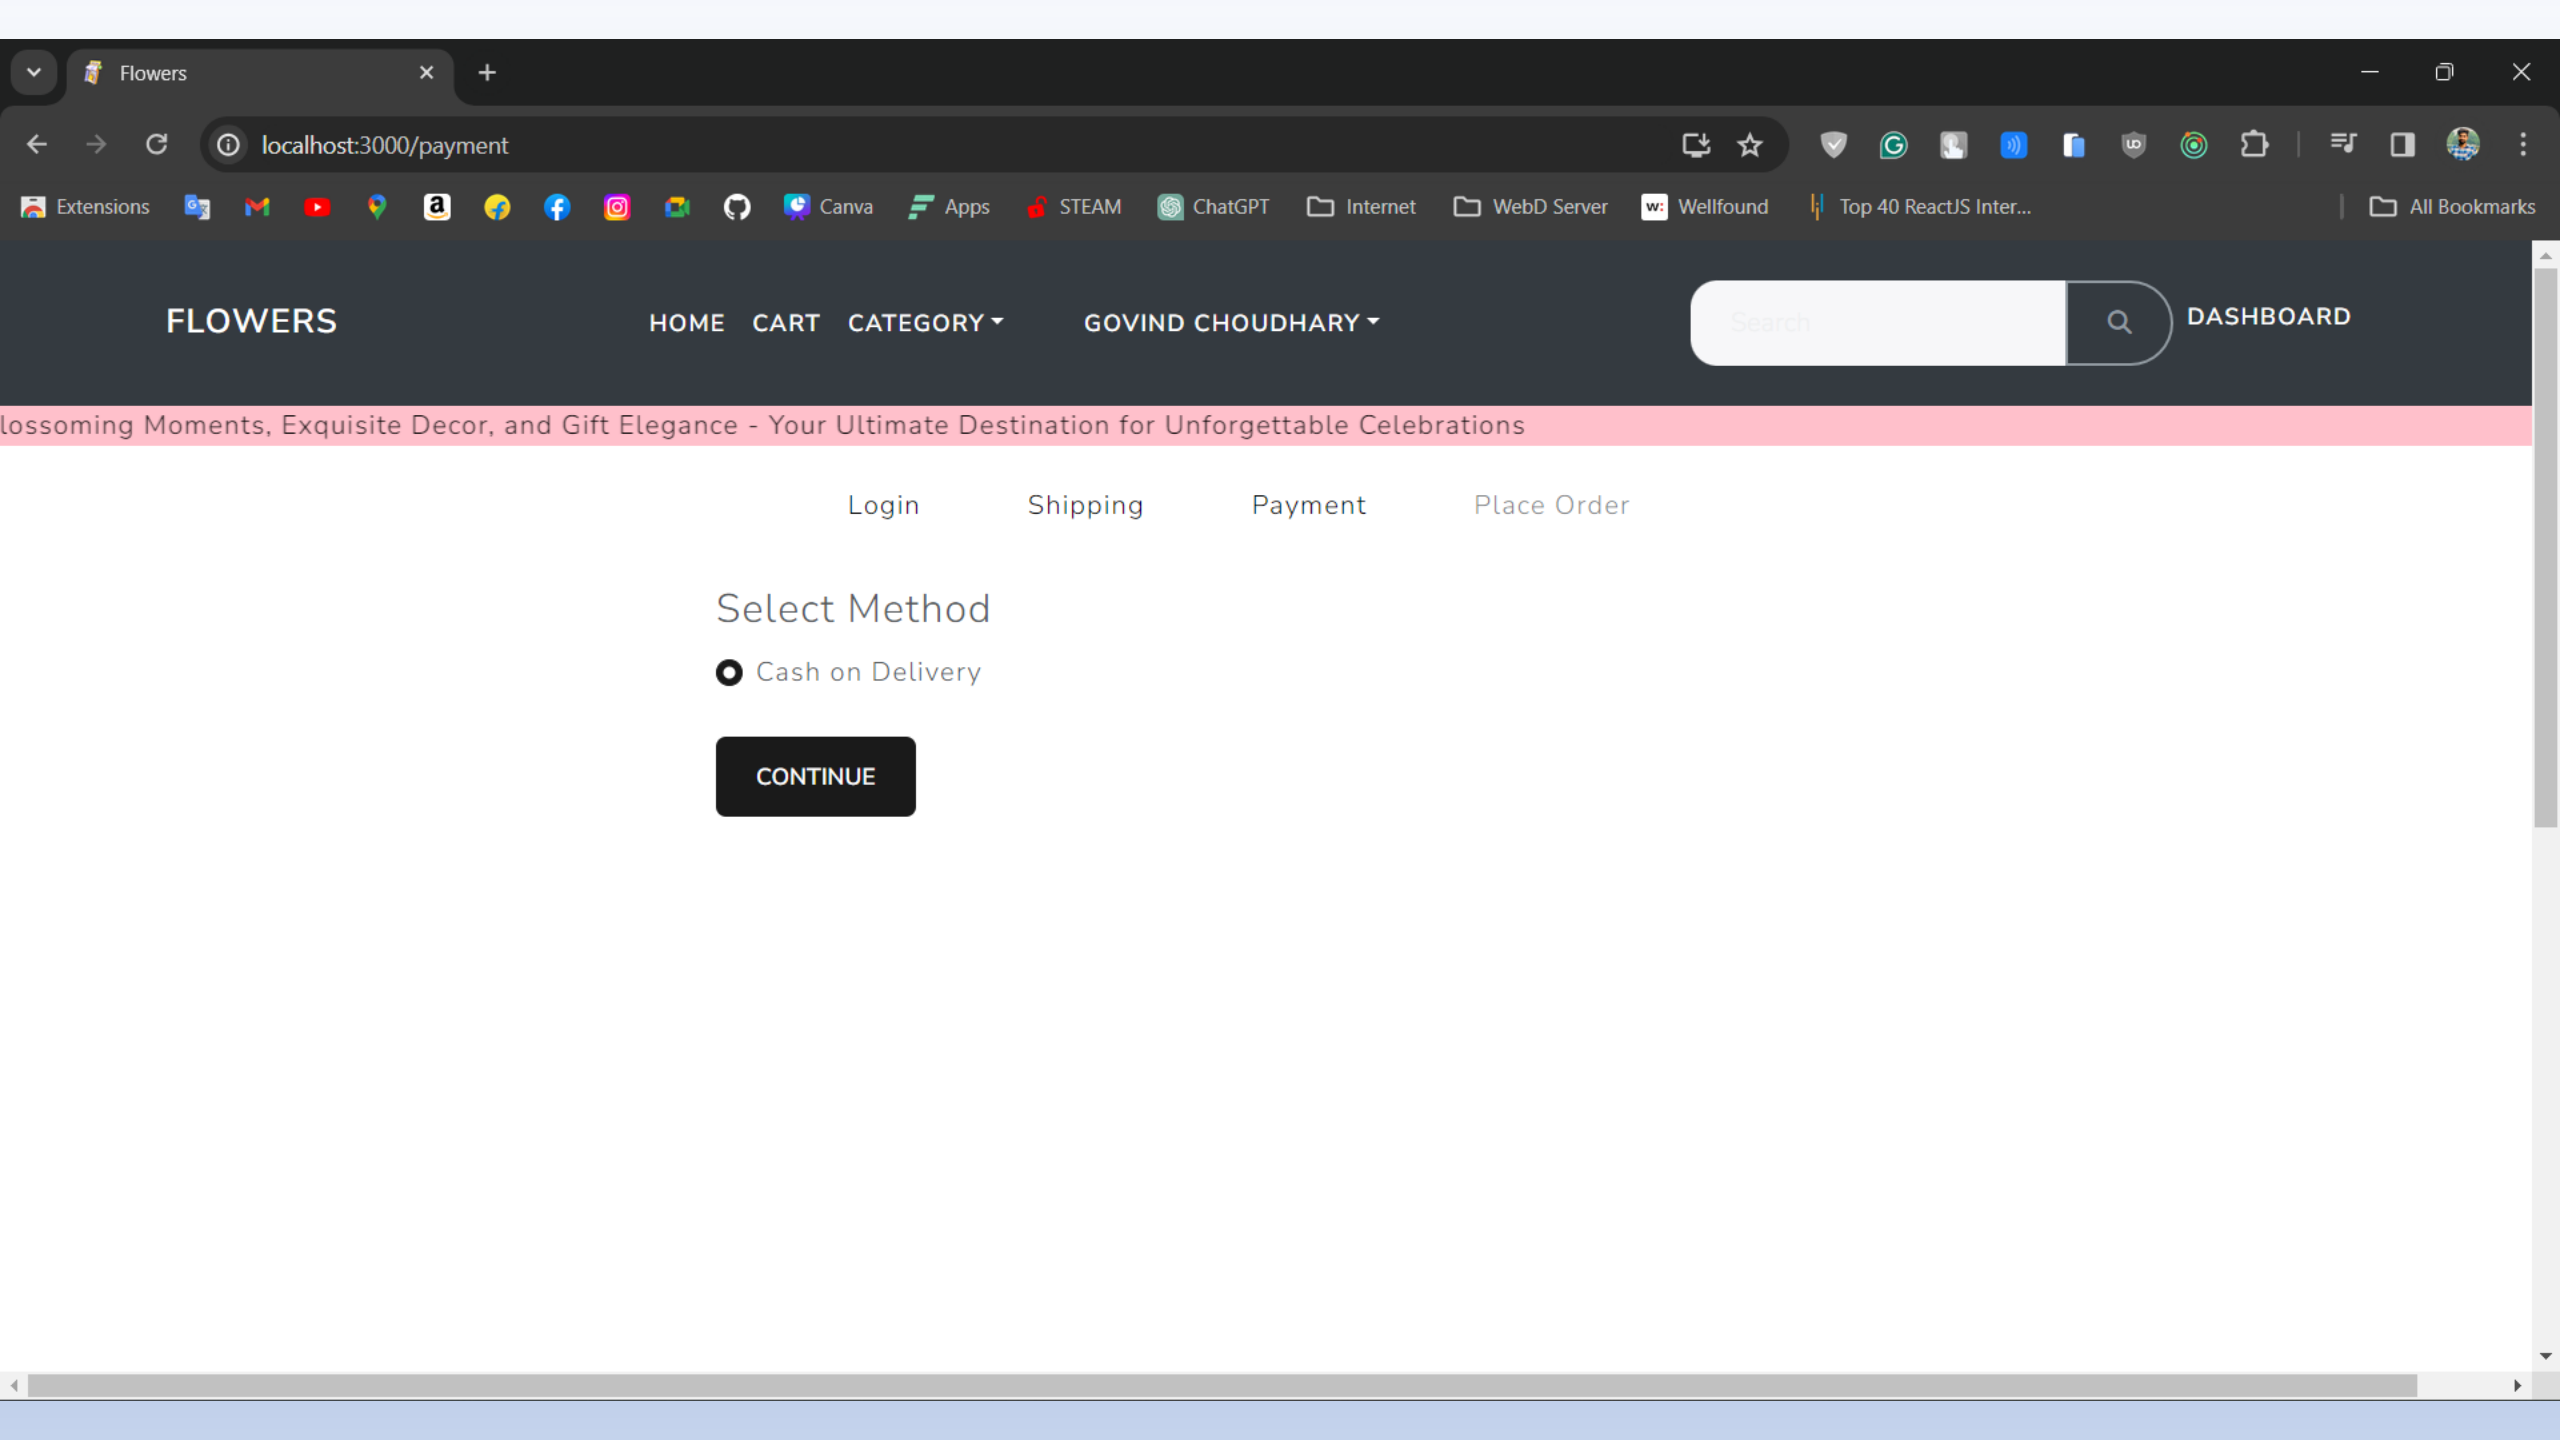 Flowers
localhost:3000/payment
Extensions Canva Apps STEAM ChatGPT Internet WebD Server Wellfound Top 40 ReactJS Inter... All Bookmarks
FLOWERS HOME CART CATEGORY GOVIND CHOUDHARY Search DASHBOARD
lossoming Moments, Exquisite Decor, and Gift Elegance - Your Ultimate Destination for Unforgettable Celebrations
Login Shipping Payment Place Order
Select Method
Cash on Delivery
CONTINUE